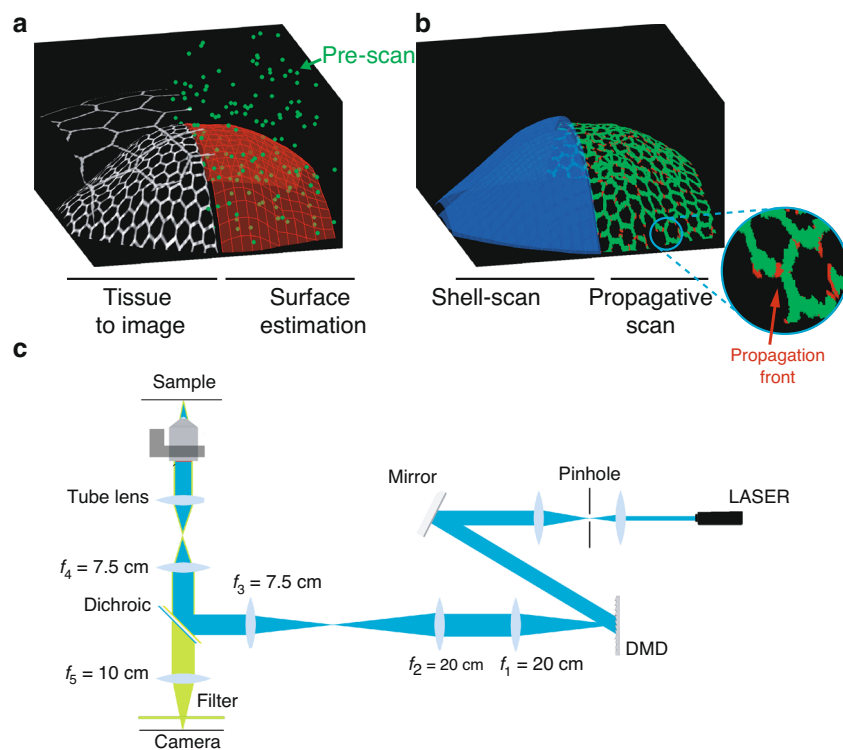 a
Pre-scan
Tissue
to image
Surface
estimation
b
Shell-scan
Propagative
scan
Propagation
front
c
Sample
Tube lens
f4 = 7.5 cm
Dichroic
f5 = 10 cm
Filter
Camera
f3 = 7.5 cm
Mirror
Pinhole
LASER
f2 = 20 cm
f1 = 20 cm
DMD